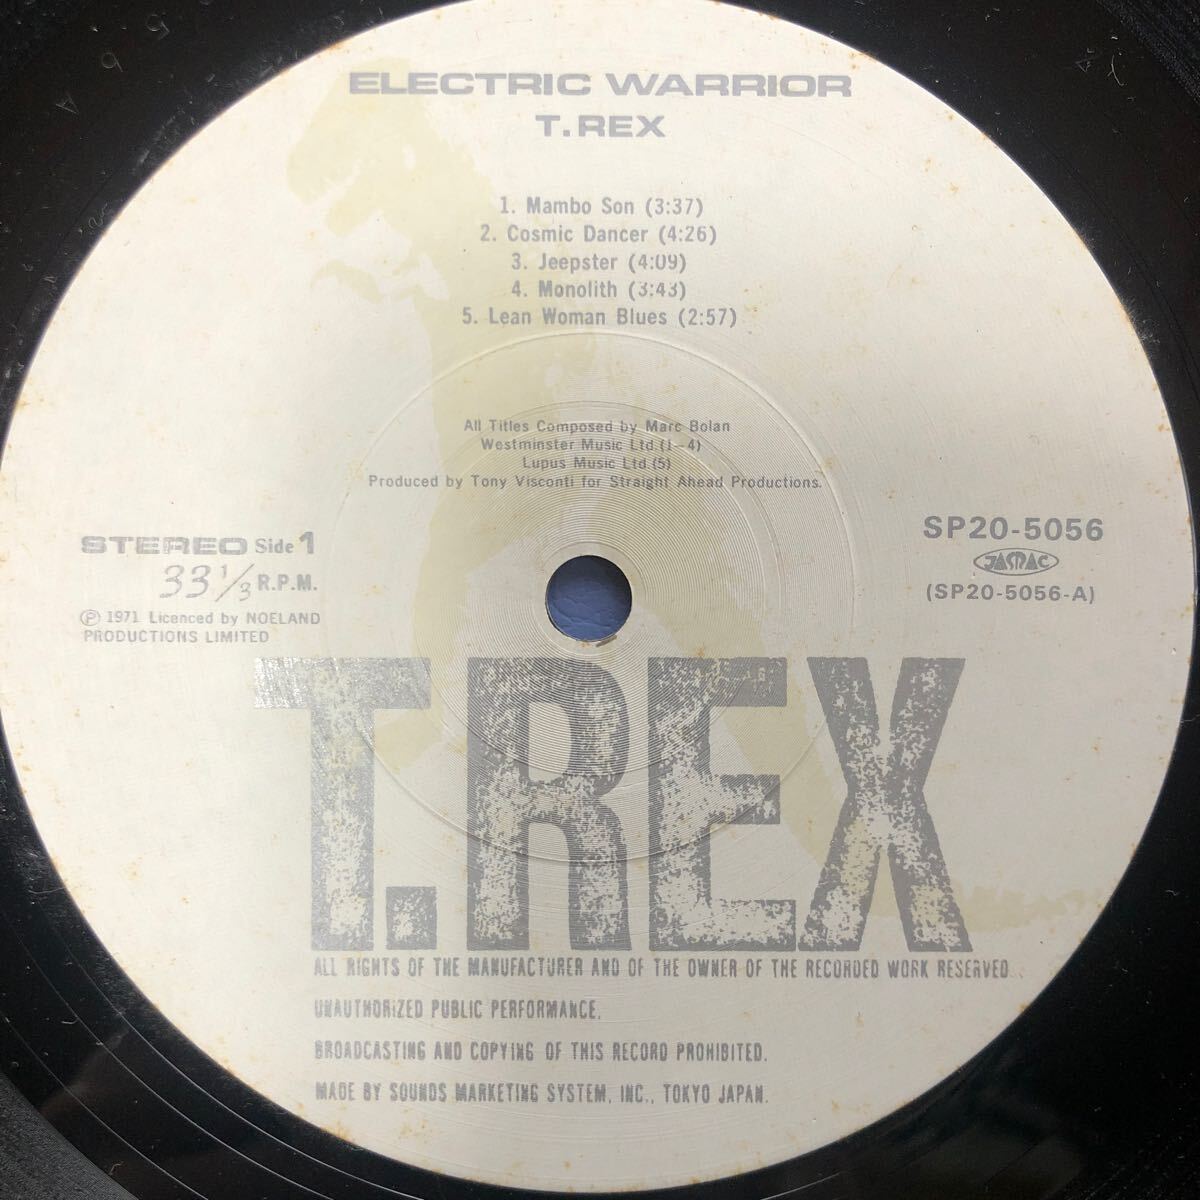 ELECTRIC WARRIOR
T.REX
1. Mambo Son (3:37)
2. Cosmic Dancer (4:26)
3. Jeepster (4:09)
4. Monolith (3:43)
5. Lean Woman Blues (2:57)
All Titles Composed by Marc Bolan
Westminster Music Ltd.(1-4)
Lupus Music Ltd.(5)
Produced by Tony Visconti for Straight Ahead Productions.
STEREO Side 1
33 1/3 R.P.M.
Ⓟ 1971 Licenced by NOELAND
PRODUCTIONS LIMITED
SP20-5056
JASRAC
(SP20-5056-A)
T.REX
ALL RIGHTS OF THE MANUFACTURER AND OF THE OWNER OF THE RECORDED WORK RESERVED.
UNAUTHORIZED PUBLIC PERFORMANCE,
BROADCASTING AND COPYING OF THIS RECORD PROHIBITED.
MADE BY SOUNDS MARKETING SYSTEM, INC., TOKYO JAPAN.